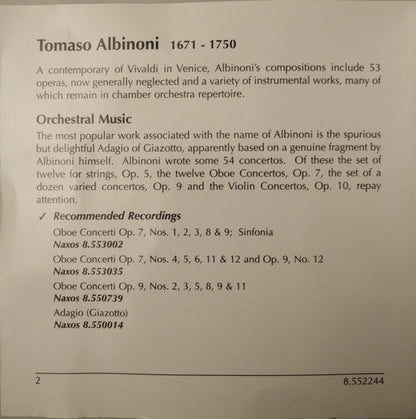 Tomaso Albinoni 1671 - 1750
A contemporary of Vivaldi in Venice, Albinoni's compositions include 53
operas, now generally neglected and a variety of instrumental works, many of
which remain in chamber orchestra repertoire.
Orchestral Music
The most popular work associated with the name of Albinoni is the spurious
but delightful Adagio of Giazotto, apparently based on a genuine fragment by
Albinoni himself. Albinoni wrote some 54 concertos. Of these the set of
twelve for strings, Op. 5, the twelve Oboe Concertos, Op. 7, the set of a
dozen varied concertos, Op. 9 and the Violin Concertos, Op. 10, repay
attention.
✓ Recommended Recordings
Oboe Concerti Op. 7, Nos. 1, 2, 3, 8 & 9; Sinfonia
Naxos 8.553002
Oboe Concerti Op. 7, Nos. 4, 5, 6, 11 & 12 and Op. 9, No. 12
Naxos 8.553035
Oboe Concerti Op. 9, Nos. 2, 3, 5, 8, 9 & 11
Naxos 8.550739
Adagio (Giazotto)
Naxos 8.550014
2 8.552244